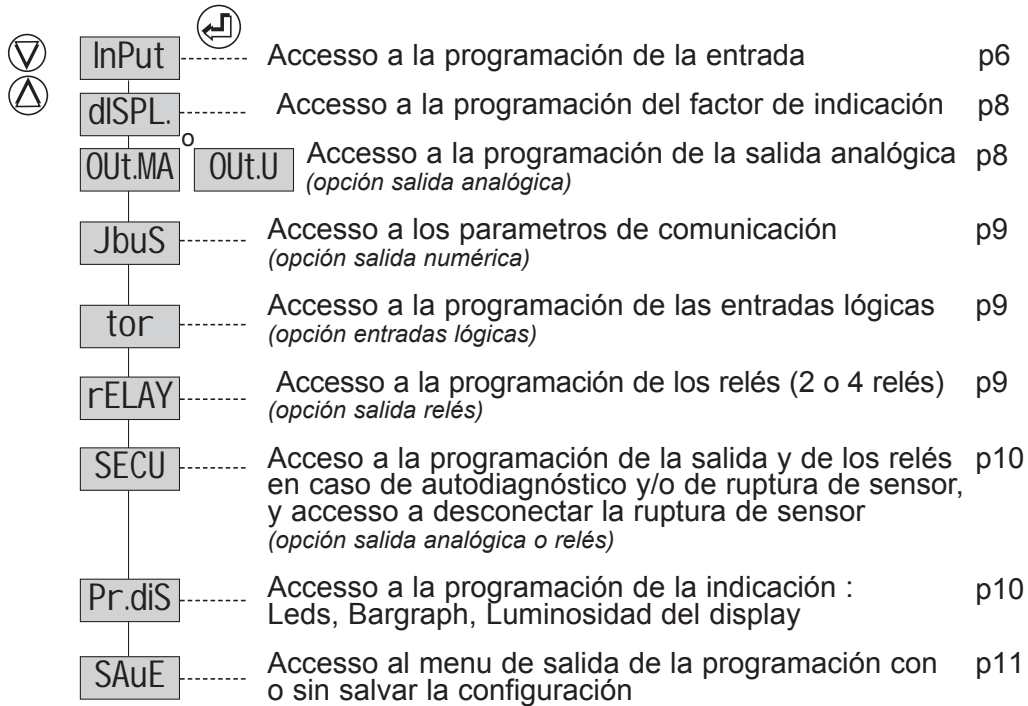 InPut Accesso a la programación de la entrada p6
dISPL. Accesso a la programación del factor de indicación p8
OUt.MA o OUt.U Accesso a la programación de la salida analógica p8
(opción salida analógica)
JbuS Accesso a los parametros de comunicación p9
(opción salida numérica)
tor Accesso a la programación de las entradas lógicas p9
(opción entradas lógicas)
rELAY Accesso a la programación de los relés (2 o 4 relés) p9
(opción salida relés)
SECU Acceso a la programación de la salida y de los relés p10
en caso de autodiagnóstico y/o de ruptura de sensor,
y accesso a desconectar la ruptura de sensor
(opción salida analógica o relés)
Pr.diS Accesso a la programación de la indicación : p10
Leds, Bargraph, Luminosidad del display
SAuE Accesso al menu de salida de la programación con p11
o sin salvar la configuración